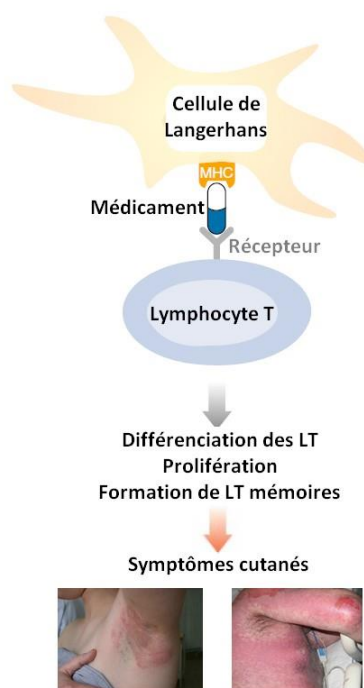 Cellule de
Langerhans
MHC
Médicament
Récepteur
Lymphocyte T
Différenciation des LT
Prolifération
Formation de LT mémoires
Symptômes cutanés